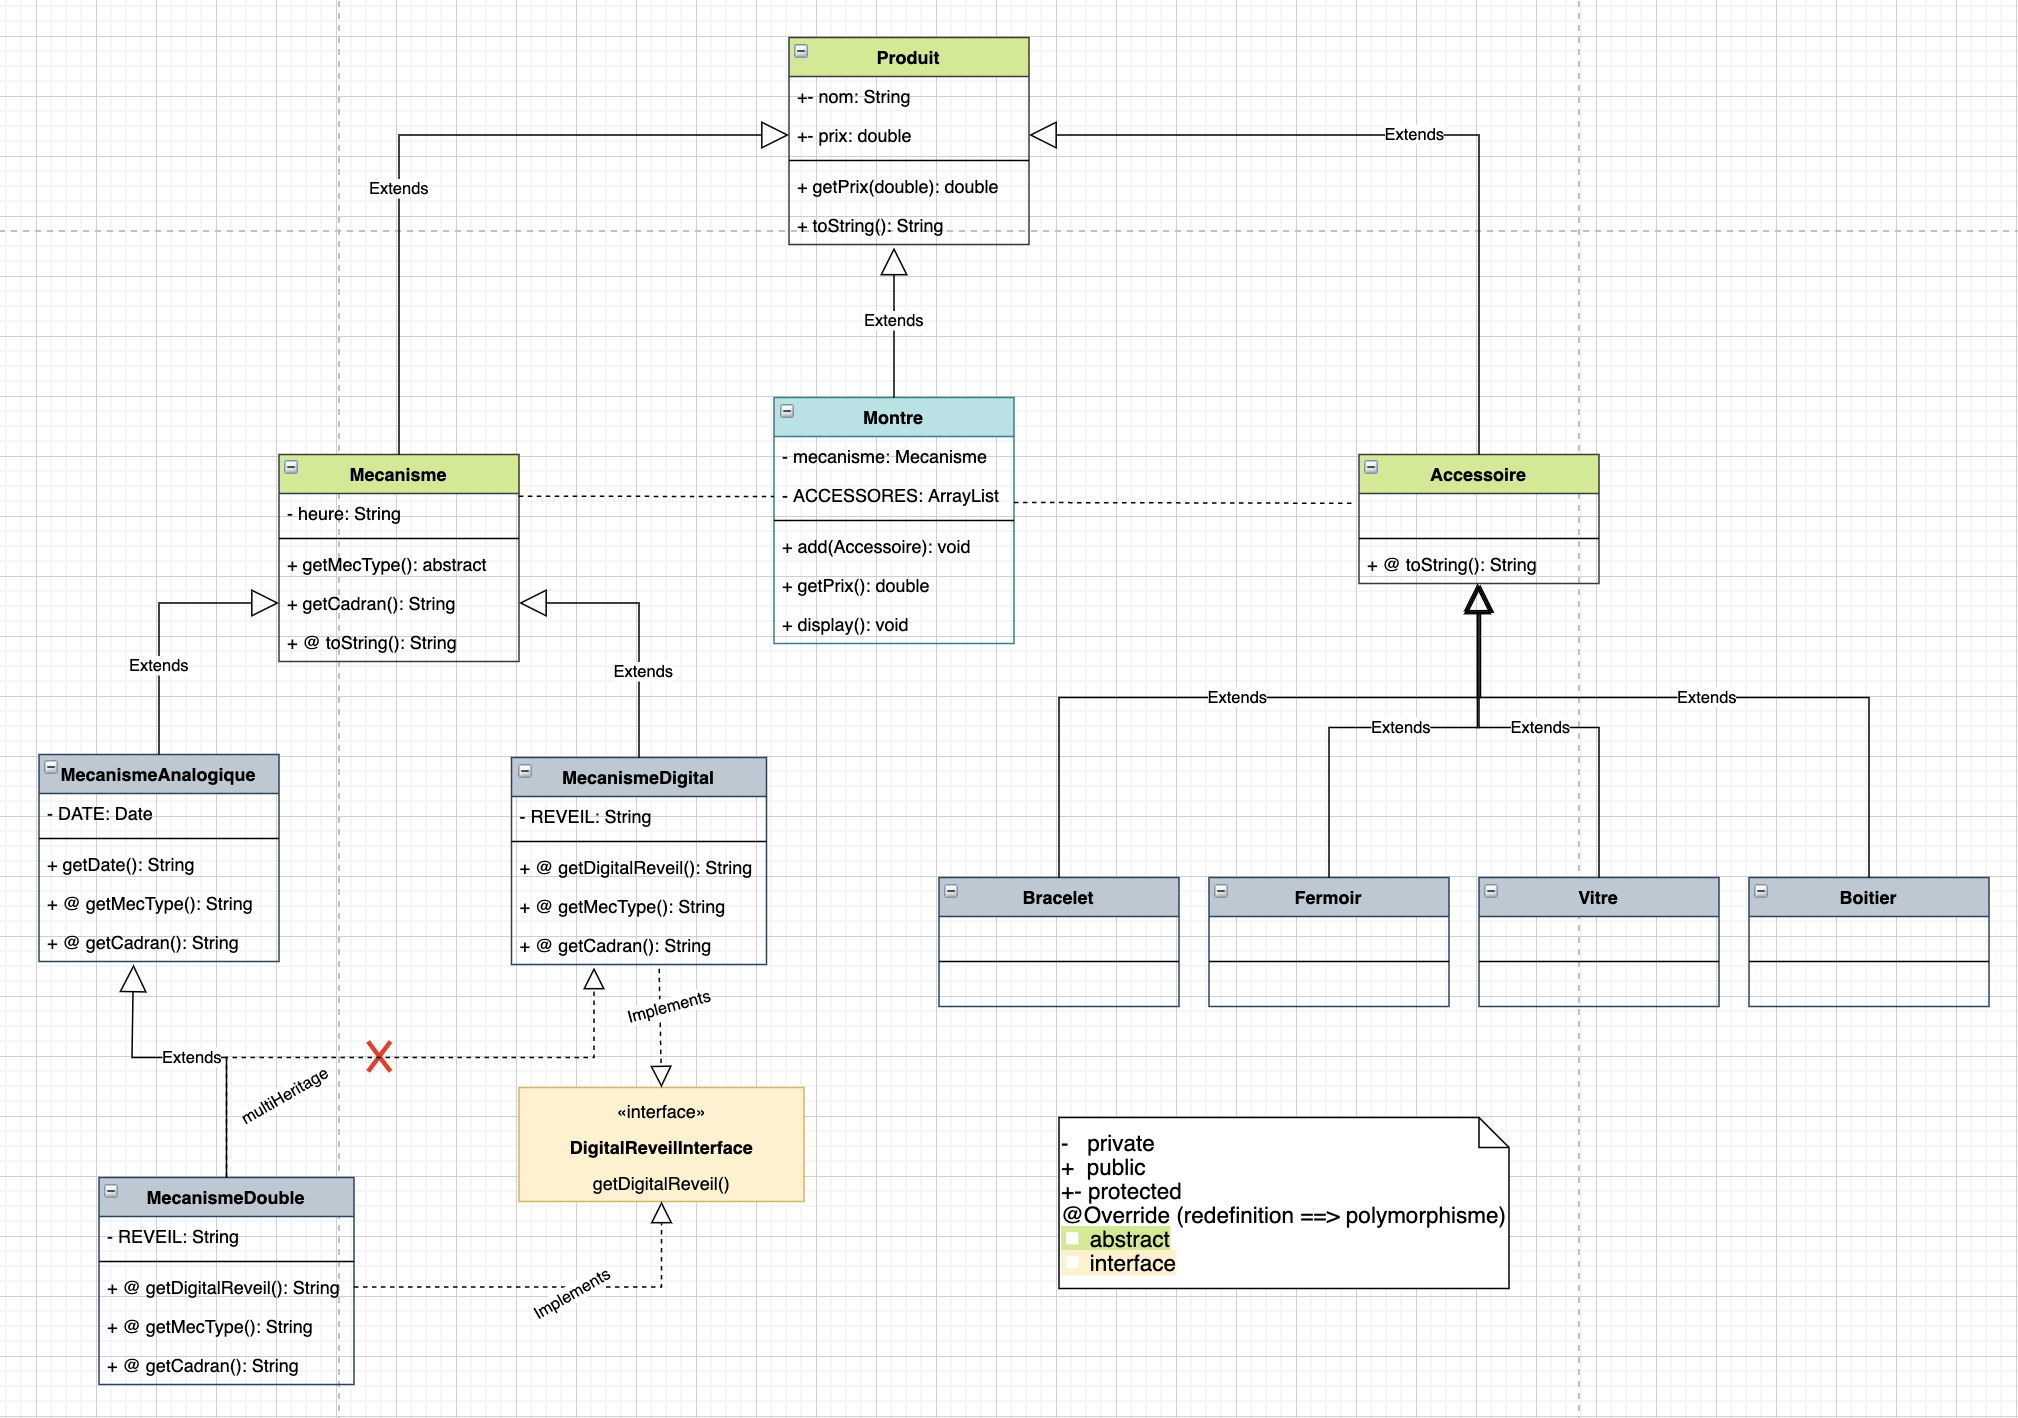 Produit
+- nom: String
+- prix: double
+ getPrix(double): double
+ toString(): String
Extends
Extends
Extends
Montre
- mecanisme: Mecanisme
- ACCESSORES: ArrayList
+ add(Accessoire): void
+ getPrix(): double
+ display(): void
Mecanisme
- heure: String
+ getMecType(): abstract
+ getCadran(): String
+ @ toString(): String
Accessoire
+ @ toString(): String
Extends
Extends
Extends
Extends
Extends
Extends
MecanismeAnalogique
- DATE: Date
+ getDate(): String
+ @ getMecType(): String
+ @ getCadran(): String
MecanismeDigital
- REVEIL: String
+ @ getDigitalReveil(): String
+ @ getMecType(): String
+ @ getCadran(): String
Bracelet
Fermoir
Vitre
Boitier
Implements
Extends
multiHeritage
«interface»
DigitalReveilInterface
getDigitalReveil()
MecanismeDouble
- REVEIL: String
+ @ getDigitalReveil(): String
+ @ getMecType(): String
+ @ getCadran(): String
Implements
- private
+ public
+- protected
@Override (redefinition ==> polymorphisme)
abstract
interface